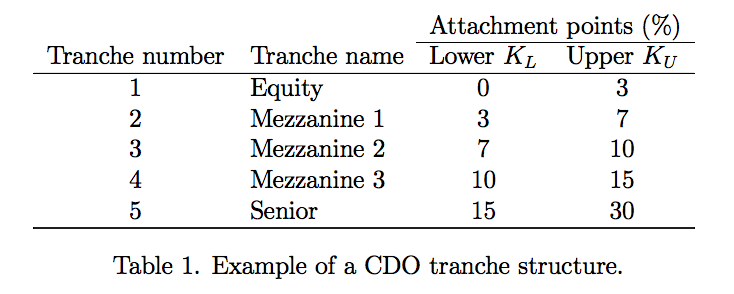 Attachment points (%)
Tranche number Tranche name Lower K_L Upper K_U
1 Equity 0 3
2 Mezzanine 1 3 7
3 Mezzanine 2 7 10
4 Mezzanine 3 10 15
5 Senior 15 30
Table 1. Example of a CDO tranche structure.